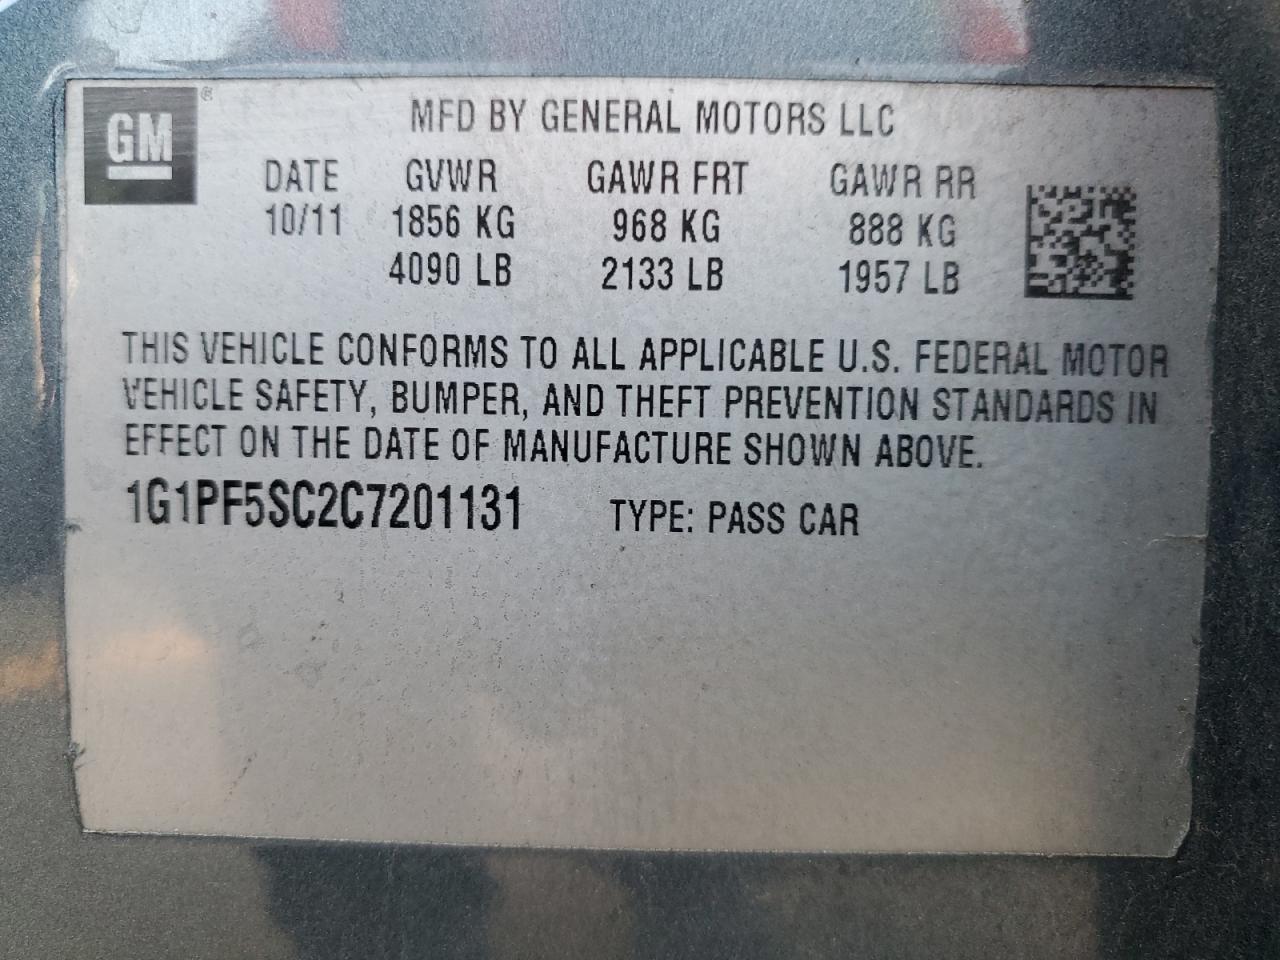 GM®
MFD BY GENERAL MOTORS LLC
DATE GVWR GAWR FRT GAWR RR
10/11 1856 KG 968 KG 888 KG
4090 LB 2133 LB 1957 LB
THIS VEHICLE CONFORMS TO ALL APPLICABLE U.S. FEDERAL MOTOR
VEHICLE SAFETY, BUMPER, AND THEFT PREVENTION STANDARDS IN
EFFECT ON THE DATE OF MANUFACTURE SHOWN ABOVE.
1G1PF5SC2C7201131 TYPE: PASS CAR